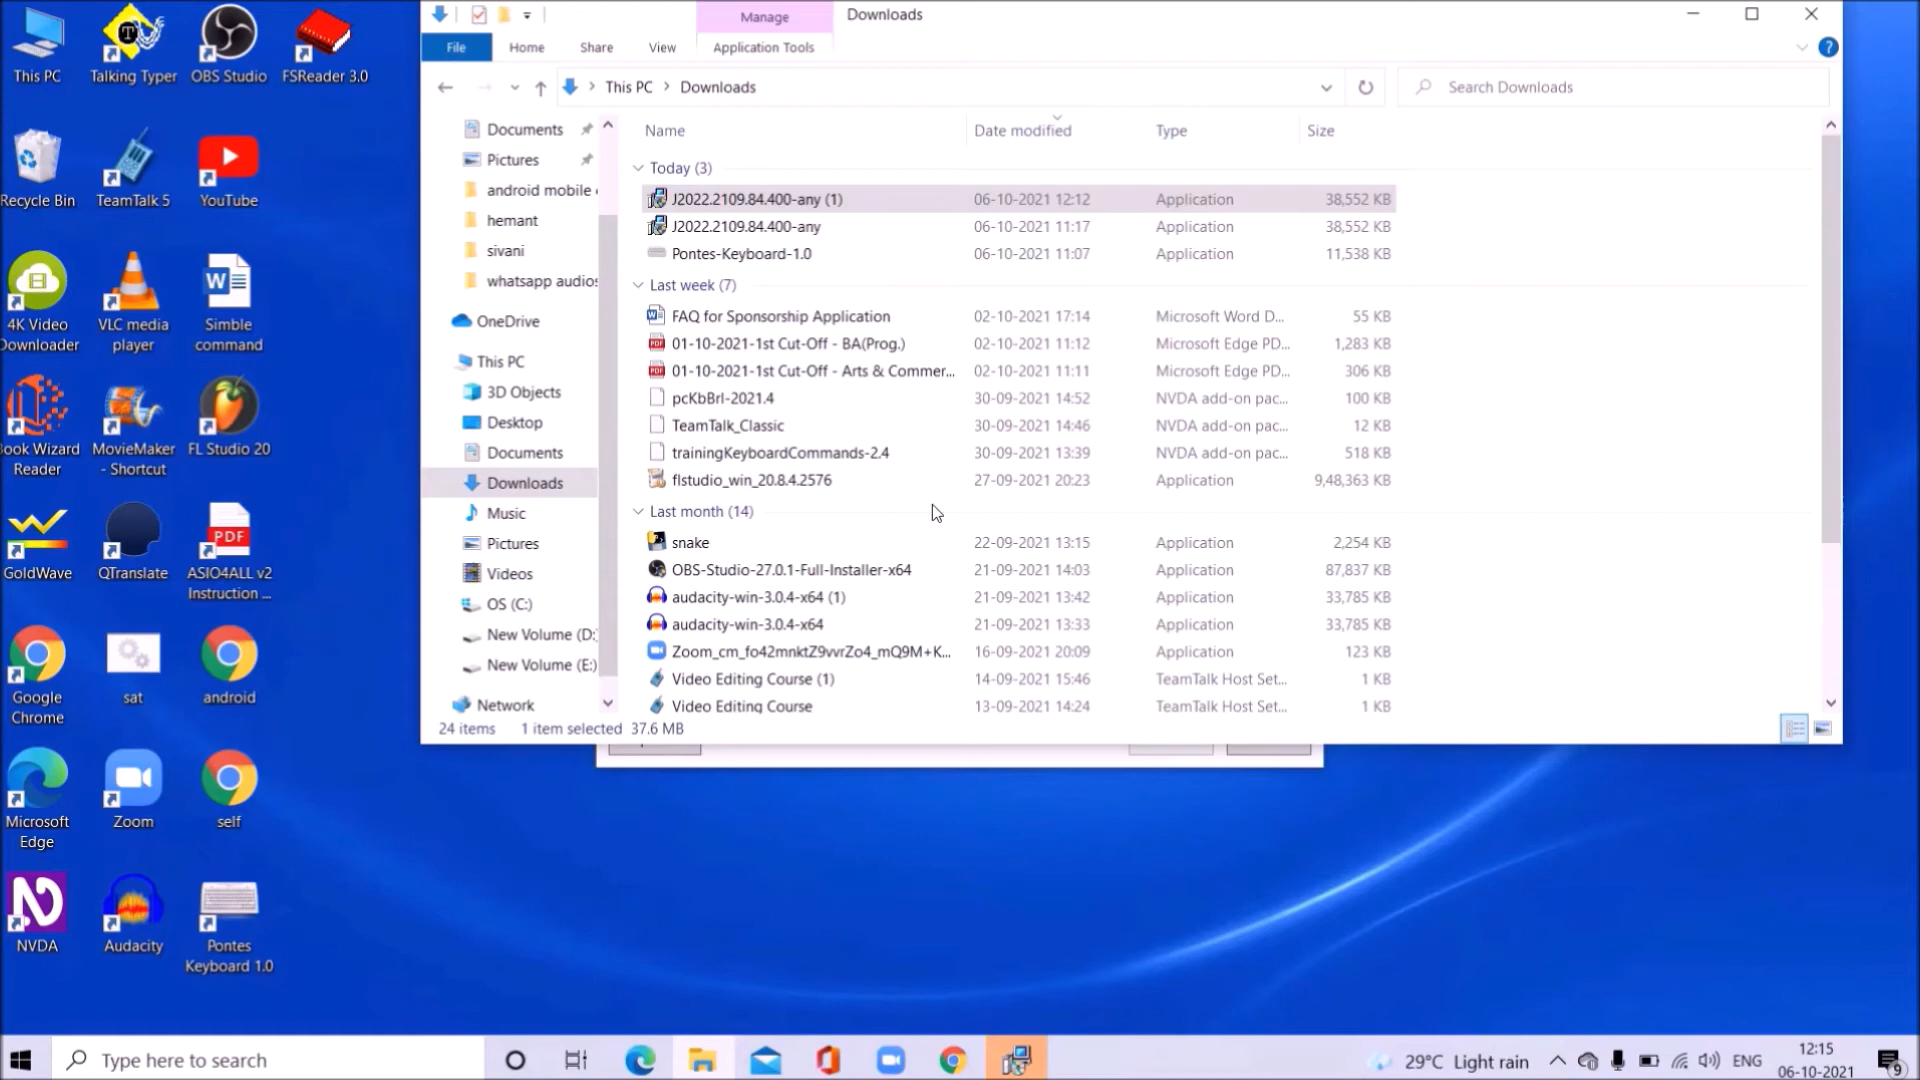 This PC
Talking Typer
OBS Studio
FSReader 3.0
Recycle Bin
TeamTalk 5
YouTube
4K Video
Downloader
VLC media
player
Simble
command
Book Wizard
Reader
MovieMaker
- Shortcut
FL Studio 20
GoldWave
QTranslate
ASIO4ALL v2
Instruction ...
Google
Chrome
sat
android
Microsoft
Edge
Zoom
self
NVDA
Audacity
Pontes
Keyboard 1.0
Manage
Downloads
File
Home
Share
View
Application Tools
This PC > Downloads
Search Downloads
Documents
Pictures
android mobile
hemant
sivani
whatsapp audios
OneDrive
This PC
3D Objects
Desktop
Documents
Downloads
Music
Pictures
Videos
OS (C:)
New Volume (D:
New Volume (E:)
Network
Name Date modified Type Size
Today (3)
J2022.2109.84.400-any (1) 06-10-2021 12:12 Application 38,552 KB
J2022.2109.84.400-any 06-10-2021 11:17 Application 38,552 KB
Pontes-Keyboard-1.0 06-10-2021 11:07 Application 11,538 KB
Last week (7)
FAQ for Sponsorship Application 02-10-2021 17:14 Microsoft Word D... 55 KB
01-10-2021-1st Cut-Off - BA(Prog.) 02-10-2021 11:12 Microsoft Edge PD... 1,283 KB
01-10-2021-1st Cut-Off - Arts & Commer... 02-10-2021 11:11 Microsoft Edge PD... 306 KB
pcKbBrl-2021.4 30-09-2021 14:52 NVDA add-on pac... 100 KB
TeamTalk_Classic 30-09-2021 14:46 NVDA add-on pac... 12 KB
trainingKeyboardCommands-2.4 30-09-2021 13:39 NVDA add-on pac... 518 KB
flstudio_win_20.8.4.2576 27-09-2021 20:23 Application 9,48,363 KB
Last month (14)
snake 22-09-2021 13:15 Application 2,254 KB
OBS-Studio-27.0.1-Full-Installer-x64 21-09-2021 14:03 Application 87,837 KB
audacity-win-3.0.4-x64 (1) 21-09-2021 13:42 Application 33,785 KB
audacity-win-3.0.4-x64 21-09-2021 13:33 Application 33,785 KB
Zoom_cm_fo42mnktZ9vvrZo4_mQ9M+K... 16-09-2021 20:09 Application 123 KB
Video Editing Course (1) 14-09-2021 15:46 TeamTalk Host Set... 1 KB
Video Editing Course 13-09-2021 14:24 TeamTalk Host Set... 1 KB
24 items 1 item selected 37.6 MB
Type here to search
29°C Light rain
ENG
12:15
06-10-2021
9